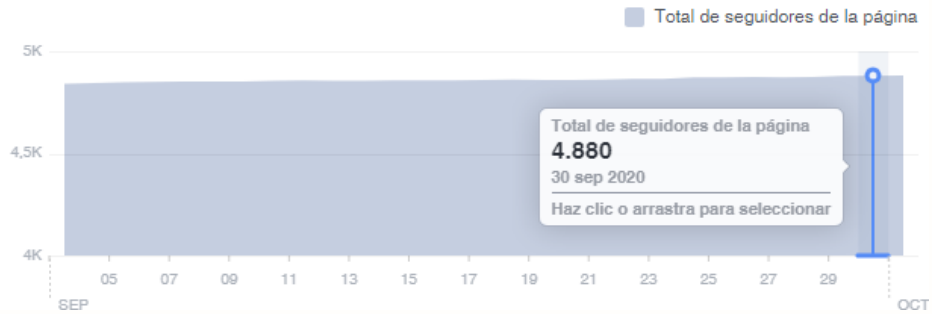 Total de seguidores de la página
5K
4,5K
4K
Total de seguidores de la página
4.880
30 sep 2020
Haz clic o arrastra para seleccionar
05 07 09 11 13 15 17 19 21 23 25 27 29
SEP OCT